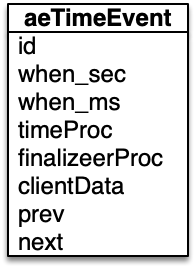 aeTimeEvent
id
when_sec
when_ms
timeProc
finalizeerProc
clientData
prev
next